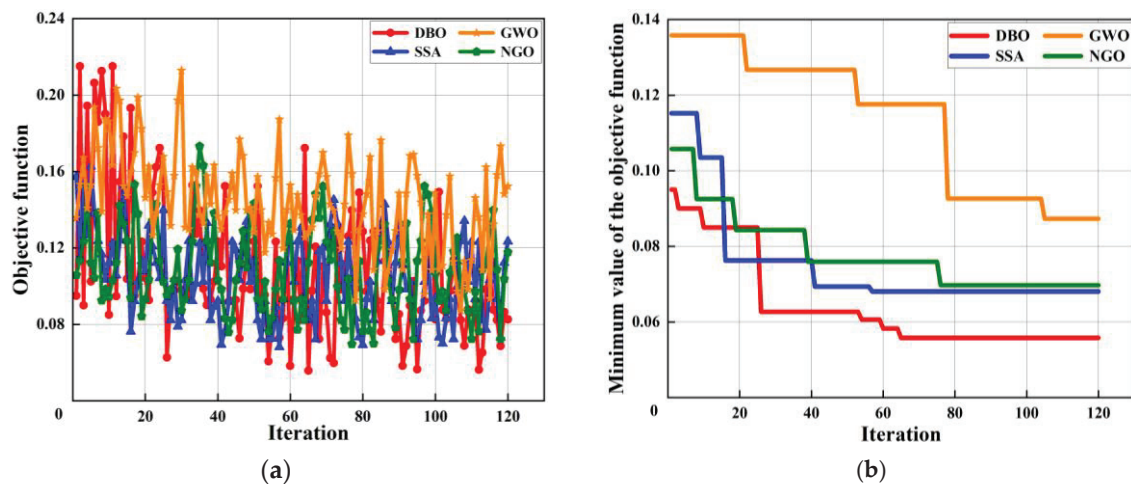 0.24
0.20
0.16
0.12
0.08
0 20 40 60 80 100 120
Objective function
Iteration
DBO GWO
SSA NGO
(a)
0.14
0.12
0.10
0.08
0.06
0 20 40 60 80 100 120
Minimum value of the objective function
Iteration
DBO GWO
SSA NGO
(b)